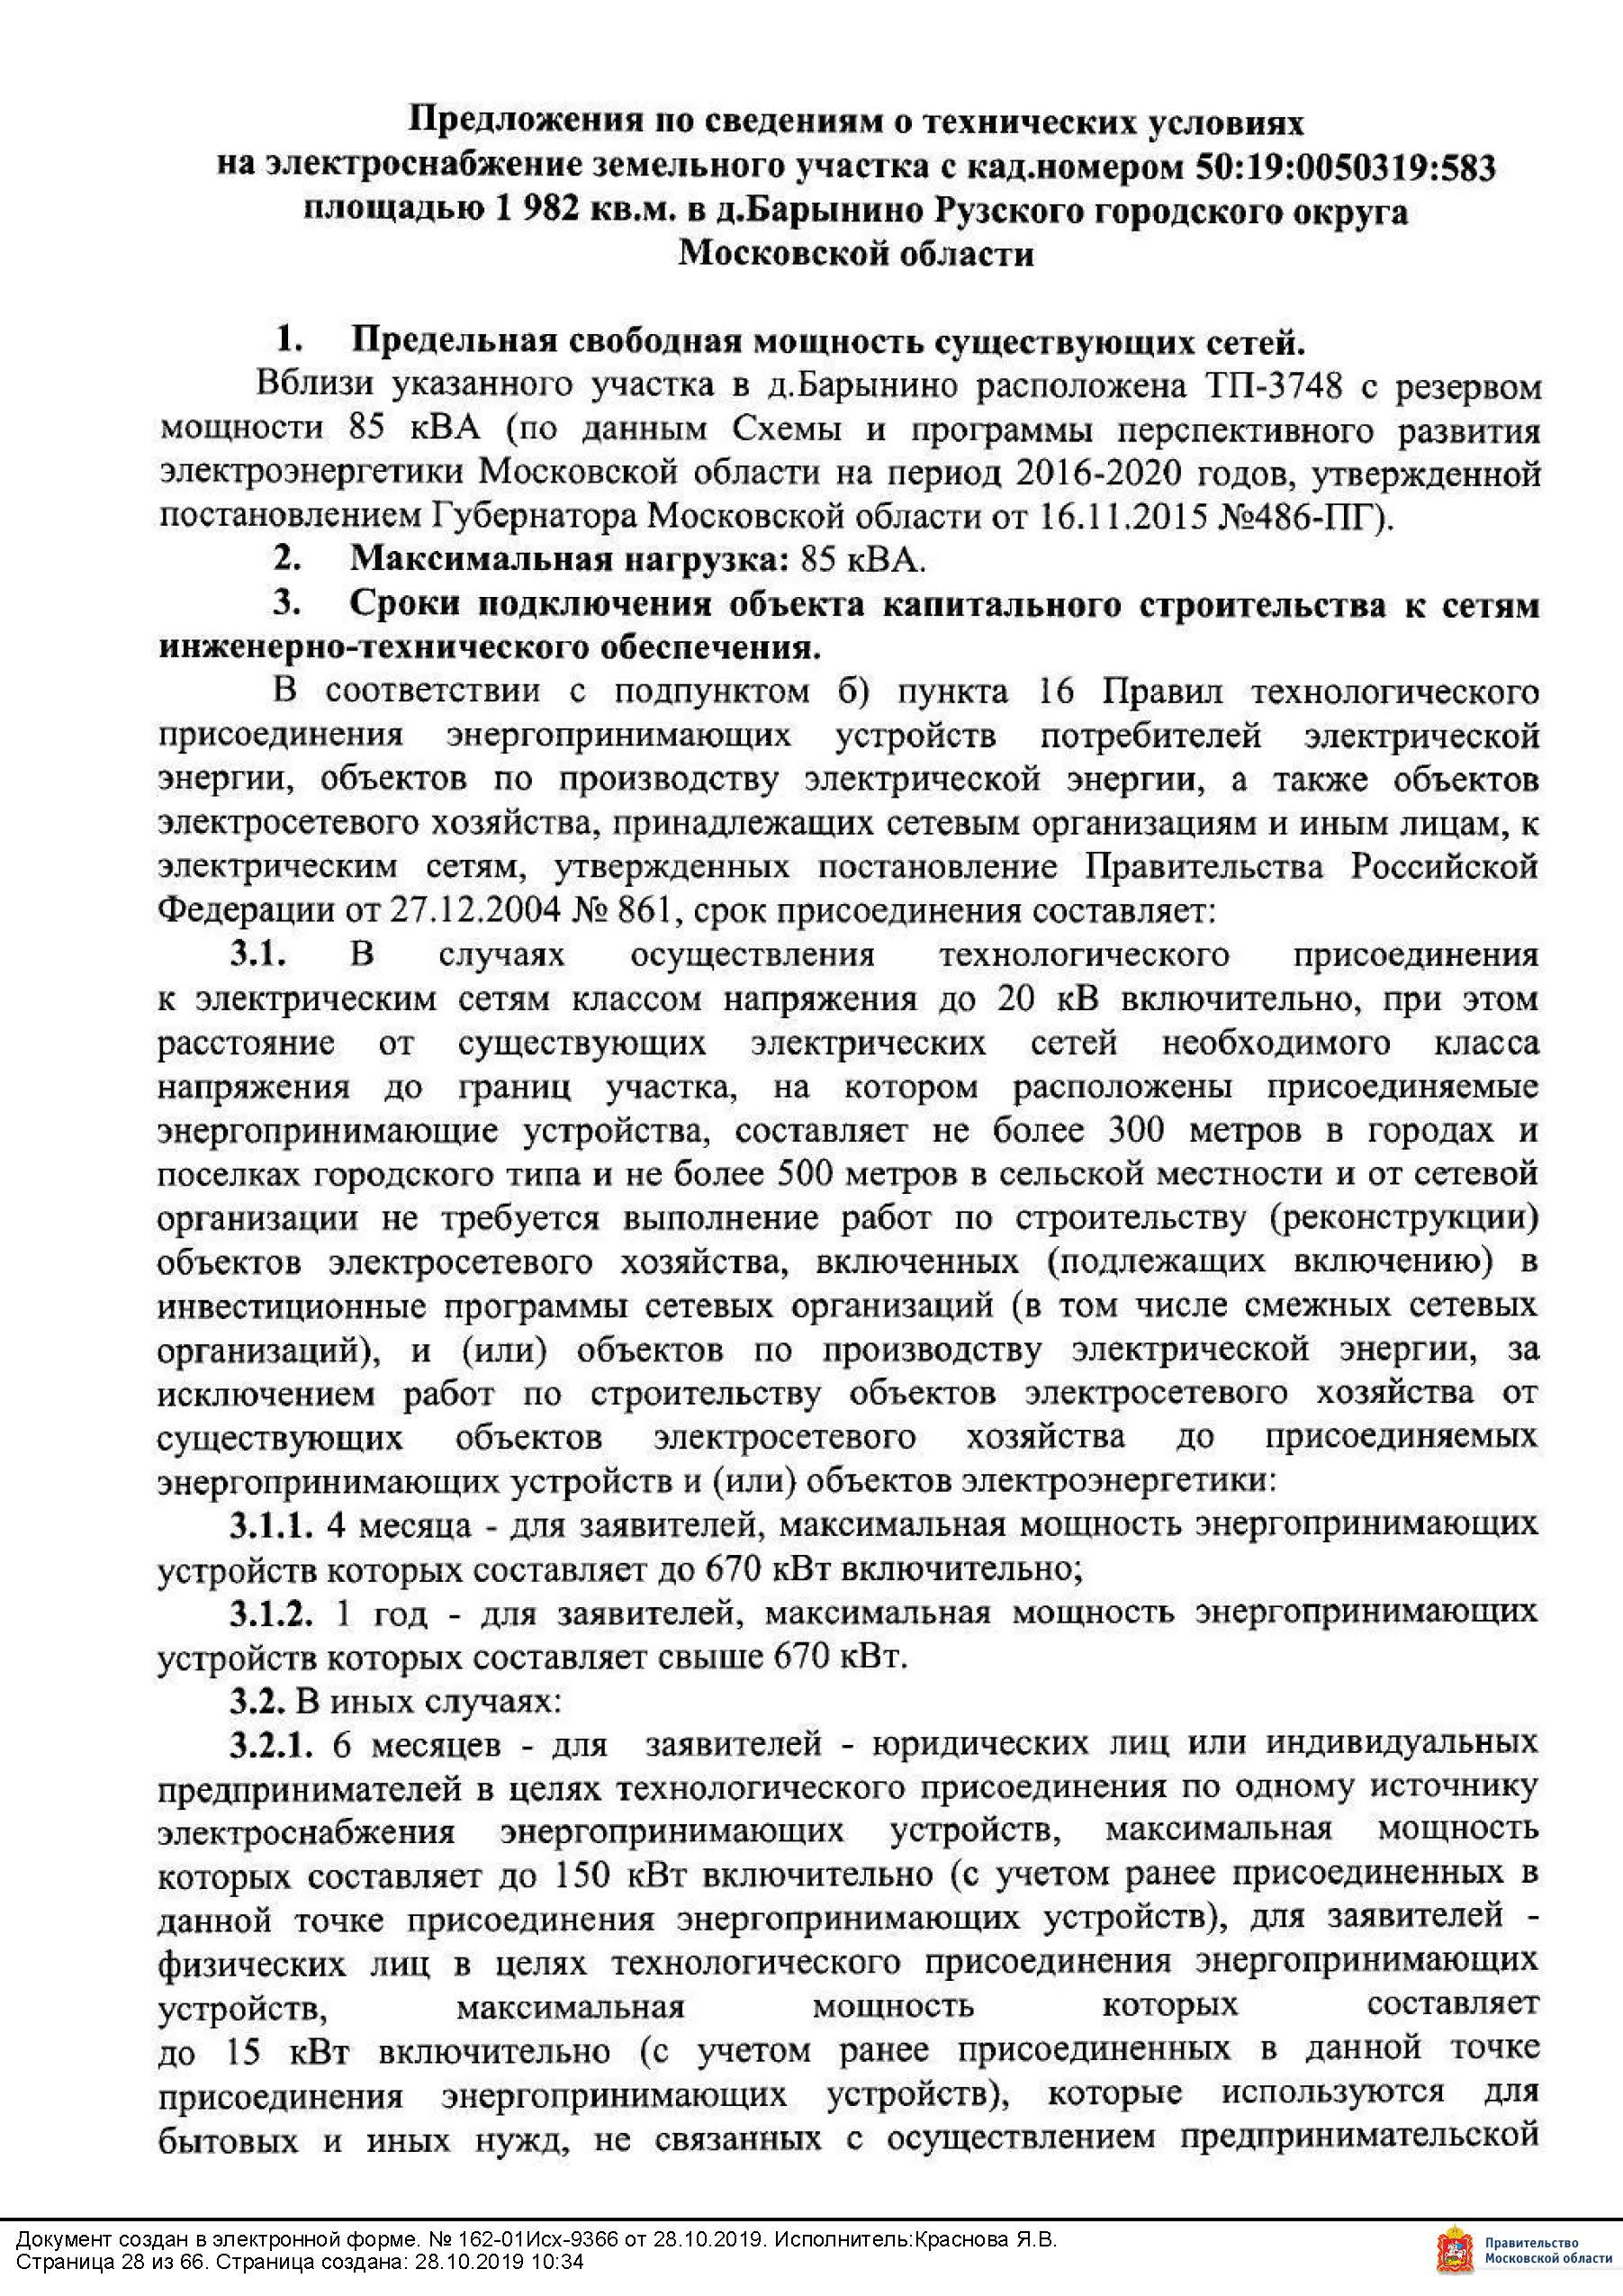 Предложения по сведениям о технических условиях
на электроснабжение земельного участка с кад.номером 50:19:0050319:583
площадью 1 982 кв.м. в д.Барынино Рузского городского округа
Московской области
1. Предельная свободная мощность существующих сетей.
Вблизи указанного участка в д.Барынино расположена ТП-3748 с резервом
мощности 85 кВА (по данным Схемы и программы перспективного развития
электроэнергетики Московской области на период 2016-2020 годов, утвержденной
постановлением Губернатора Московской области от 16.11.2015 №486-ПГ).
2. Максимальная нагрузка: 85 кВА.
3. Сроки подключения объекта капитального строительства к сетям
инженерно-технического обеспечения.
В соответствии с подпунктом б) пункта 16 Правил технологического
присоединения энергопринимающих устройств потребителей электрической
энергии, объектов по производству электрической энергии, а также объектов
электросетевого хозяйства, принадлежащих сетевым организациям и иным лицам, к
электрическим сетям, утвержденных постановление Правительства Российской
Федерации от 27.12.2004 № 861, срок присоединения составляет:
3.1. В случаях осуществления технологического присоединения
к электрическим сетям классом напряжения до 20 кВ включительно, при этом
расстояние от существующих электрических сетей необходимого класса
напряжения до границ участка, на котором расположены присоединяемые
энергопринимающие устройства, составляет не более 300 метров в городах и
поселках городского типа и не более 500 метров в сельской местности и от сетевой
организации не требуется выполнение работ по строительству (реконструкции)
объектов электросетевого хозяйства, включенных (подлежащих включению) в
инвестиционные программы сетевых организаций (в том числе смежных сетевых
организаций), и (или) объектов по производству электрической энергии, за
исключением работ по строительству объектов электросетевого хозяйства от
существующих объектов электросетевого хозяйства до присоединяемых
энергопринимающих устройств и (или) объектов электроэнергетики:
3.1.1. 4 месяца - для заявителей, максимальная мощность энергопринимающих
устройств которых составляет до 670 кВт включительно;
3.1.2. 1 год - для заявителей, максимальная мощность энергопринимающих
устройств которых составляет свыше 670 кВт.
3.2. В иных случаях:
3.2.1. 6 месяцев - для заявителей - юридических лиц или индивидуальных
предпринимателей в целях технологического присоединения по одному источнику
электроснабжения энергопринимающих устройств, максимальная мощность
которых составляет до 150 кВт включительно (с учетом ранее присоединенных в
данной точке присоединения энергопринимающих устройств), для заявителей -
физических лиц в целях технологического присоединения энергопринимающих
устройств, максимальная мощность которых составляет
до 15 кВт включительно (с учетом ранее присоединенных в данной точке
присоединения энергопринимающих устройств), которые используются для
бытовых и иных нужд, не связанных с осуществлением предпринимательской
Документ создан в электронной форме. № 162-01Исх-9366 от 28.10.2019. Исполнитель:Краснова Я.В.
Страница 28 из 66. Страница создана: 28.10.2019 10:34
Правительство
Московской области